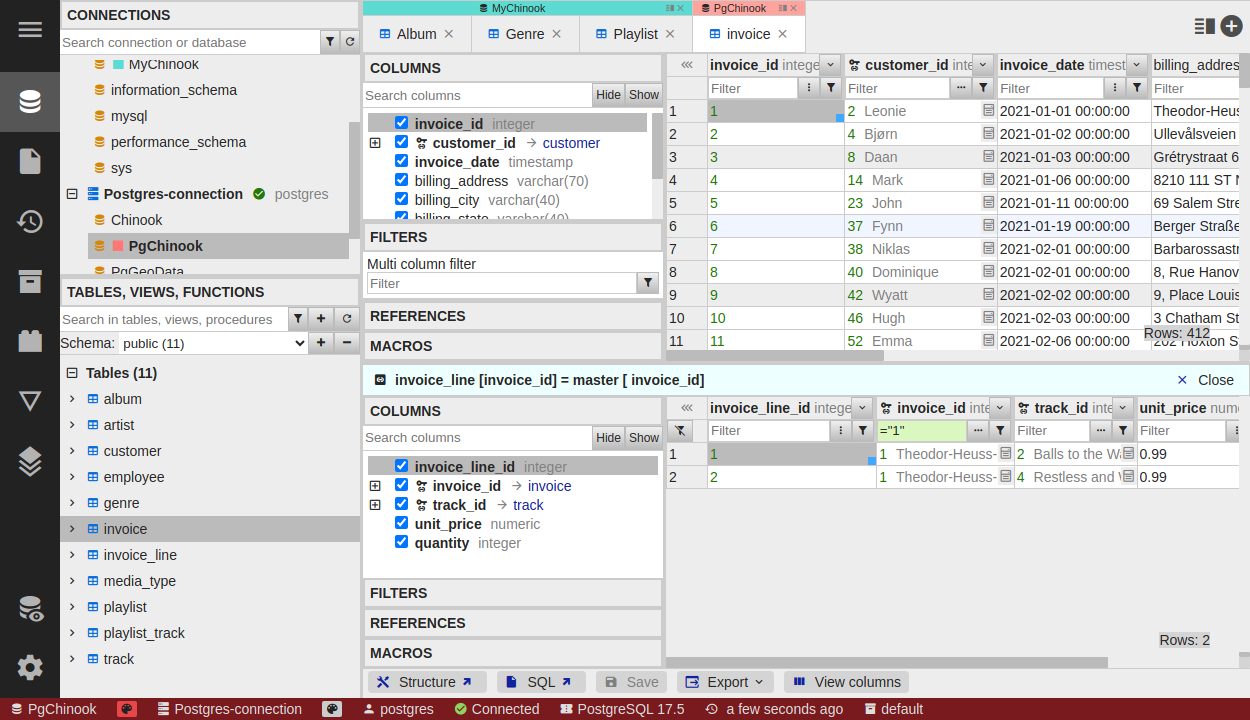 CONNECTIONS
Search connection or database
MyChinook
information_schema
mysql
performance_schema
sys
Postgres-connection postgres
Chinook
PgChinook
PgGeoData
TABLES, VIEWS, FUNCTIONS
Search in tables, views, procedures
Schema: public (11)
Tables (11)
album
artist
customer
employee
genre
invoice
invoice_line
media_type
playlist
playlist_track
track
MyChinook
PgChinook
Album
Genre
Playlist
invoice
COLUMNS
Search columns Hide Show
invoice_id integer
customer_id customer
invoice_date timestamp
billing_address varchar(70)
billing_city varchar(40)
billing_state varchar(40)
FILTERS
Multi column filter
Filter
REFERENCES
MACROS
invoice_id intege customer_id inte invoice_date timest billing_addres
Filter Filter Filter Filter
1 1 2 Leonie 2021-01-01 00:00:00 Theodor-Heus
2 2 4 Bjørn 2021-01-02 00:00:00 Ullevålsveien
3 3 8 Daan 2021-01-03 00:00:00 Grétrystraat 6
4 4 14 Mark 2021-01-06 00:00:00 8210 111 ST N
5 5 23 John 2021-01-11 00:00:00 69 Salem Stre
6 6 37 Fynn 2021-01-19 00:00:00 Berger Straße
7 7 38 Niklas 2021-02-01 00:00:00 Barbarossastr
8 8 40 Dominique 2021-02-01 00:00:00 8, Rue Hanov
9 9 42 Wyatt 2021-02-02 00:00:00 9, Place Louis
10 10 46 Hugh 2021-02-03 00:00:00 3 Chatham St
11 11 52 Emma 2021-02-06 00:00:00 202 Hoxton S
Rows: 412
invoice_line [invoice_id] = master [ invoice_id] Close
COLUMNS
Search columns Hide Show
invoice_line_id integer
invoice_id invoice
track_id track
unit_price numeric
quantity integer
FILTERS
REFERENCES
MACROS
invoice_line_id intege invoice_id inte track_id inte unit_price nume
Filter ="1" Filter Filter
1 1 1 Theodor-Heuss- 2 Balls to the Wa 0.99
2 2 1 Theodor-Heuss- 4 Restless and 0.99
Rows: 2
Structure SQL Save Export View columns
PgChinook Postgres-connection postgres Connected PostgreSQL 17.5 a few seconds ago default